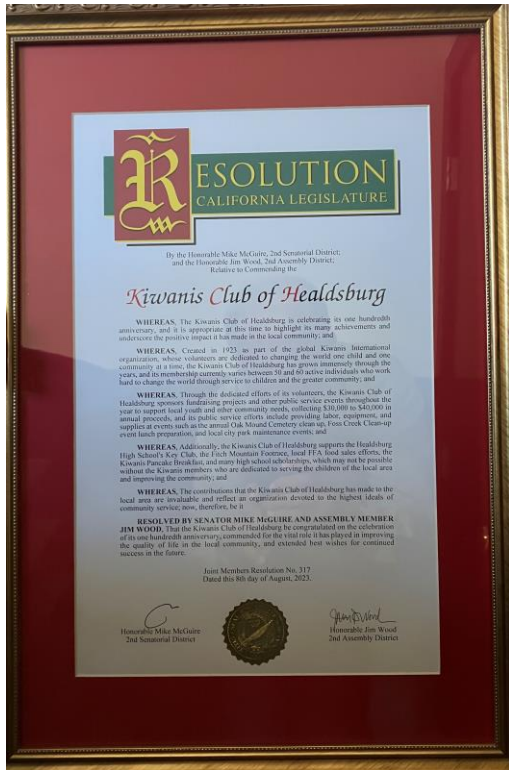 RESOLUTION
CALIFORNIA LEGISLATURE
By the Honorable Mike McGuire, 2nd Senatorial District;
and the Honorable Jim Wood, 2nd Assembly District;
Relative to Commending the
Kiwanis Club of Healdsburg
WHEREAS, The Kiwanis Club of Healdsburg is celebrating its one hundredth
anniversary, and it is appropriate at this time to highlight its many achievements and
underscore the positive impact it has made in the local community; and
WHEREAS, Created in 1923 as part of the global Kiwanis International
organization, whose volunteers are dedicated to changing the world one child and one
community at a time, the Kiwanis Club of Healdsburg has grown immensely through the
years, and its membership currently varies between 50 and 60 active individuals who work
hard to change the world through service to children and the greater community; and
WHEREAS, Through the dedicated efforts of its volunteers, the Kiwanis Club of
Healdsburg sponsors fundraising projects and other public service events throughout the
year to support local youth and other community needs, collecting $30,000 to $40,000 in
annual proceeds, and its public service efforts include providing labor, equipment, and
supplies at events such as the annual Oak Mound Cemetery clean up, Foss Creek Clean-up
event lunch preparation, and local city park maintenance events; and
WHEREAS, Additionally, the Kiwanis Club of Healdsburg supports the Healdsburg
High School's Key Club, the Fitch Mountain Footrace, local FFA food sales efforts, the
Kiwanis Pancake Breakfast, and many high school scholarships, which may not be possible
without the Kiwanis members who are dedicated to serving the children of the local area
and improving the community; and
WHEREAS, The contributions that the Kiwanis Club of Healdsburg has made to the
local area are invaluable and reflect an organization devoted to the highest ideals of
community service; now, therefore, be it
RESOLVED BY SENATOR MIKE McGUIRE AND ASSEMBLY MEMBER
JIM WOOD, That the Kiwanis Club of Healdsburg be congratulated on the celebration
of its one hundredth anniversary, commended for the vital role it has played in improving
the quality of life in the local community, and extended best wishes for continued
success in the future.
Joint Members Resolution No. 317
Dated this 8th day of August, 2023.
Honorable Mike McGuire
2nd Senatorial District
Jim Wood
Honorable Jim Wood
2nd Assembly District